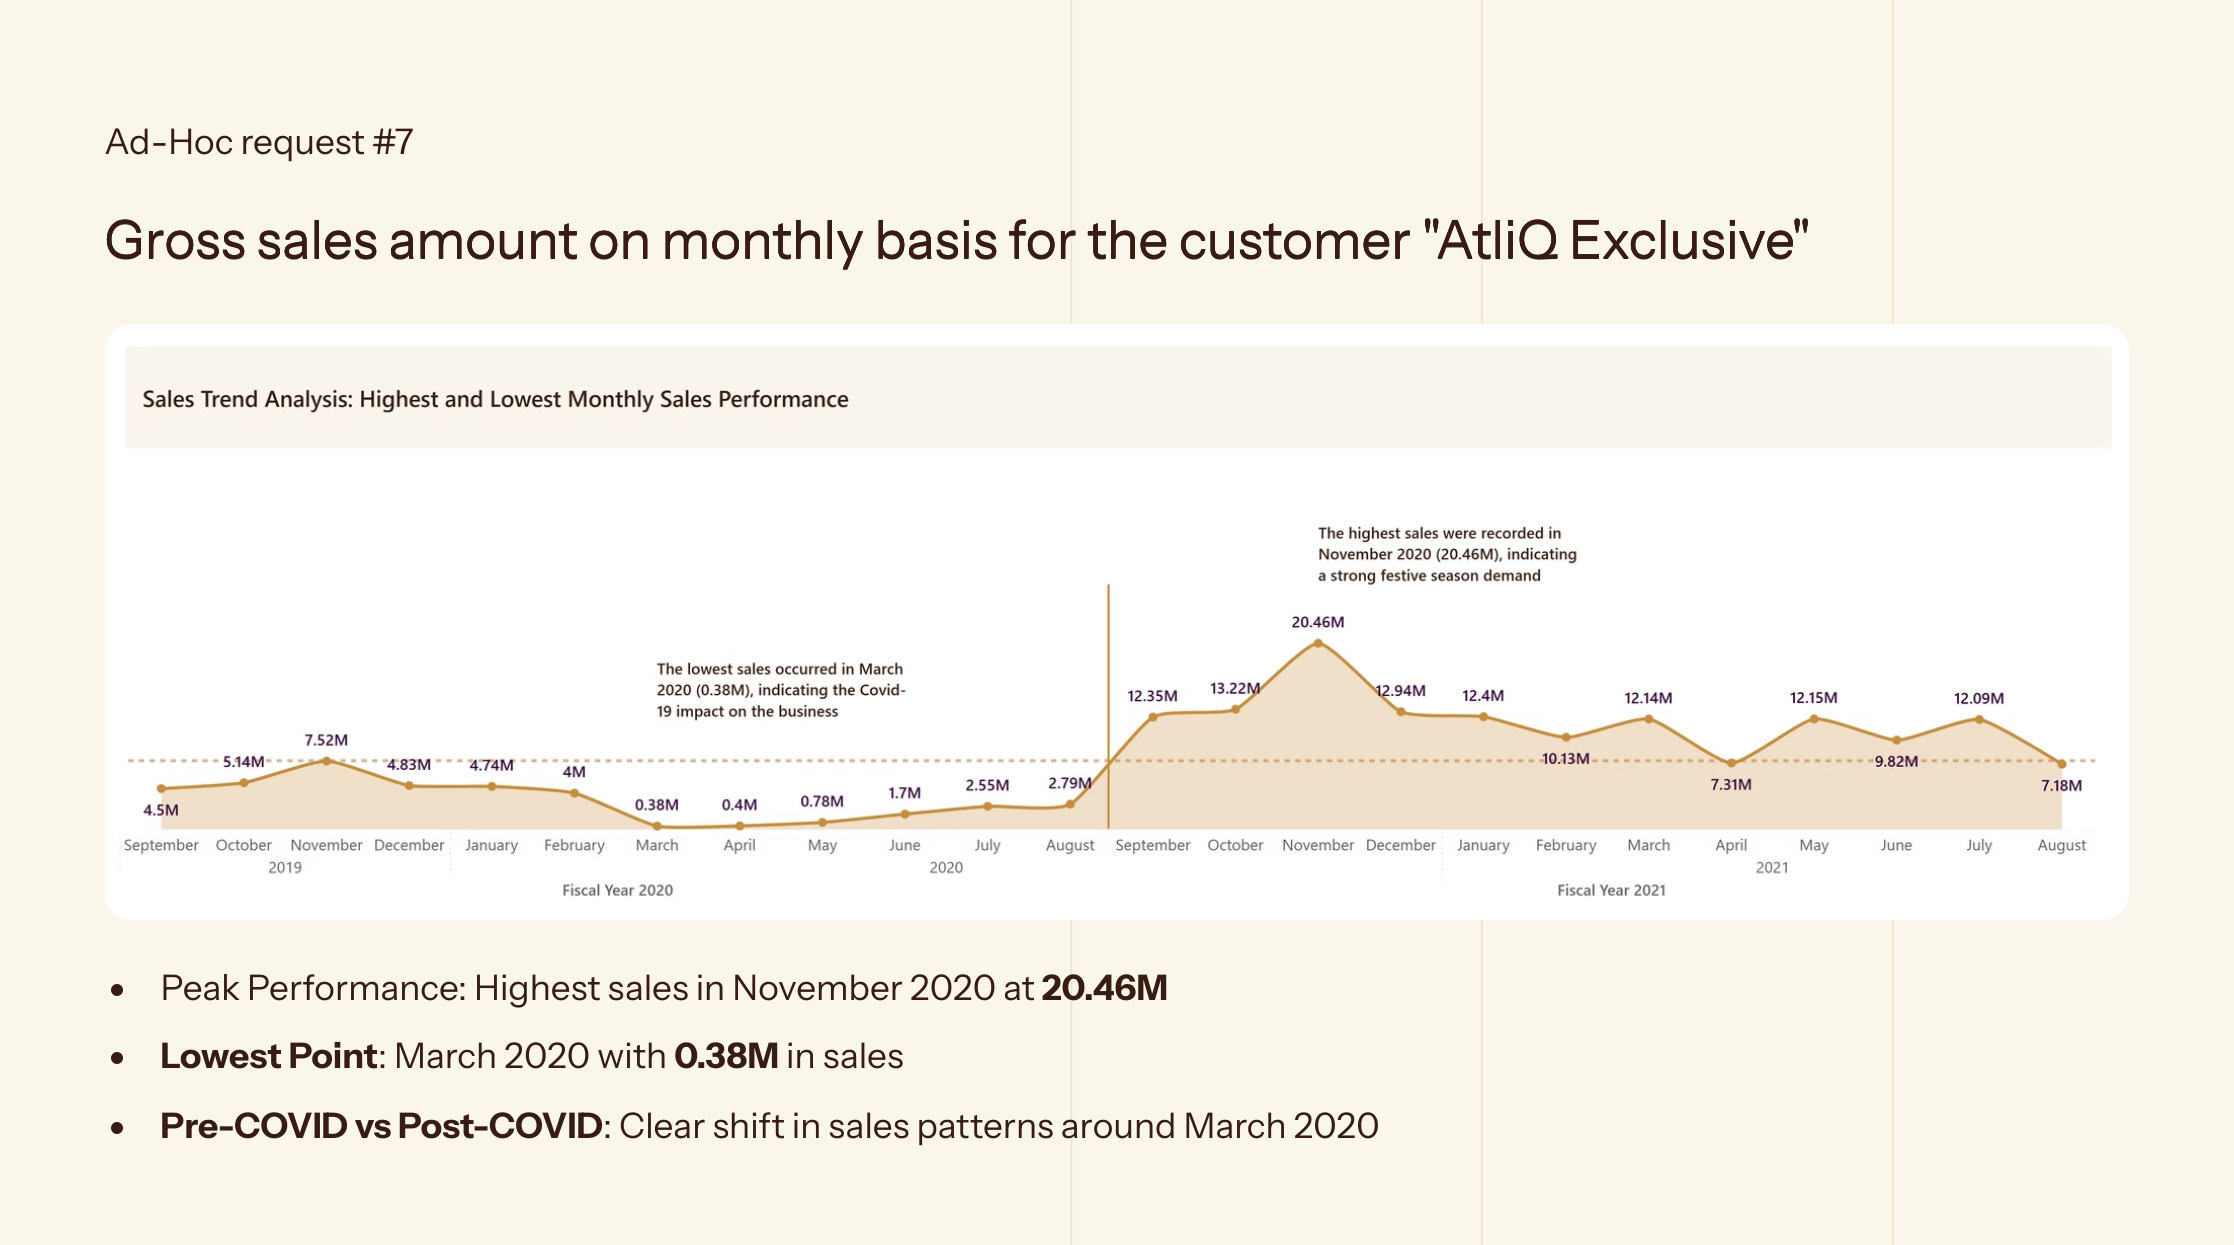 Ad-Hoc request #7
Gross sales amount on monthly basis for the customer "AtliQ Exclusive"
Sales Trend Analysis: Highest and Lowest Monthly Sales Performance
The highest sales were recorded in
November 2020 (20.46M), indicating
a strong festive season demand
The lowest sales occurred in March
2020 (0.38M), indicating the Covid-
19 impact on the business
4.5M 5.14M 7.52M 4.83M 4.74M 4M 0.38M 0.4M 0.78M 1.7M 2.55M 2.79M 12.35M 13.22M 20.46M 12.94M 12.4M 10.13M 12.14M 7.31M 12.15M 9.82M 12.09M 7.18M
September October November December January February March April May June July August September October November December January February March April May June July August
2019 2020 2021
Fiscal Year 2020 Fiscal Year 2021
• Peak Performance: Highest sales in November 2020 at 20.46M
• Lowest Point: March 2020 with 0.38M in sales
• Pre-COVID vs Post-COVID: Clear shift in sales patterns around March 2020